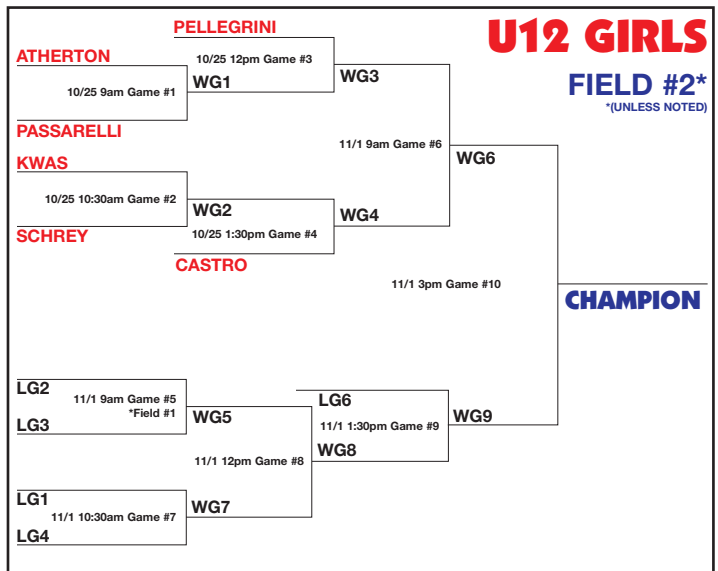 PELLEGRINI
U12 GIRLS
ATHERTON
10/25 12pm Game #3
WG3
10/25 9am Game #1
WG1
FIELD #2*
*(UNLESS NOTED)
PASSARELLI
11/1 9am Game #6
WG6
KWAS
10/25 10:30am Game #2
WG2
WG4
SCHREY
10/25 1:30pm Game #4
CASTRO
11/1 3pm Game #10
CHAMPION
LG2
11/1 9am Game #5
*Field #1
LG6
WG5
WG9
LG3
11/1 1:30pm Game #9
WG8
11/1 12pm Game #8
LG1
WG7
11/1 10:30am Game #7
LG4